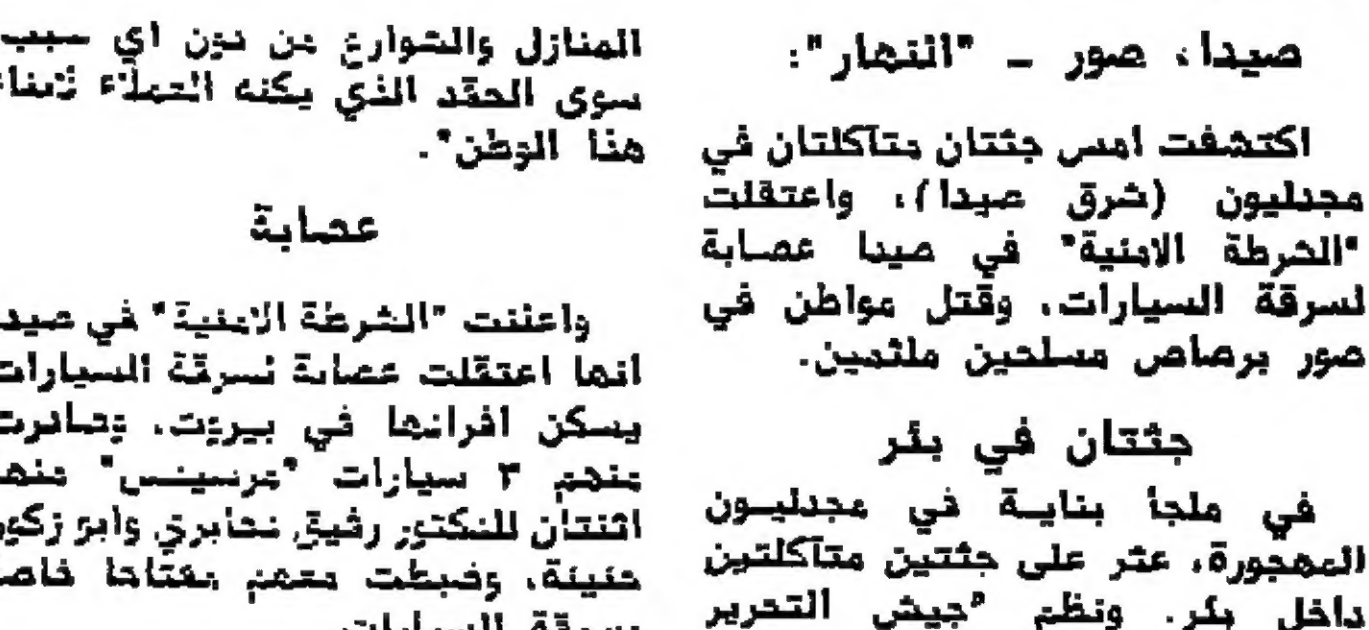 صيدا، صور – "النهار":
اكتشفت امس جثتان متآكلتان في
مجدليون (شرق صيدا)، واعتقلت
"الشرطة الامنية" في صيدا عصابة
لسرقة السيارات، وقتل مواطن في
صور برصاص مسلحين ملثمين.
جثتان في بئر
في ملجأ بناية في مجدليون
المهجورة، عثر على جثتين متآكلتين
داخل بئر. ونظم "جيش التحرير
المنازل والشوارع من دون اي سبب
سوى الحقد الذي يكنه العملاء لأبناء
هذا الوطن".
عصابة
واعلنت "الشرطة الامنية" في صيدا
انها اعتقلت عصابة لسرقة السيارات
يسكن افرادها في بيروت، وصادرت
منهم ٣ سيارات "مرسيدس" منها
اثنتان للدكتور رفيق وابو زكور
وضبطت معهم مفتاحا خاصا
بسرقة السيارات